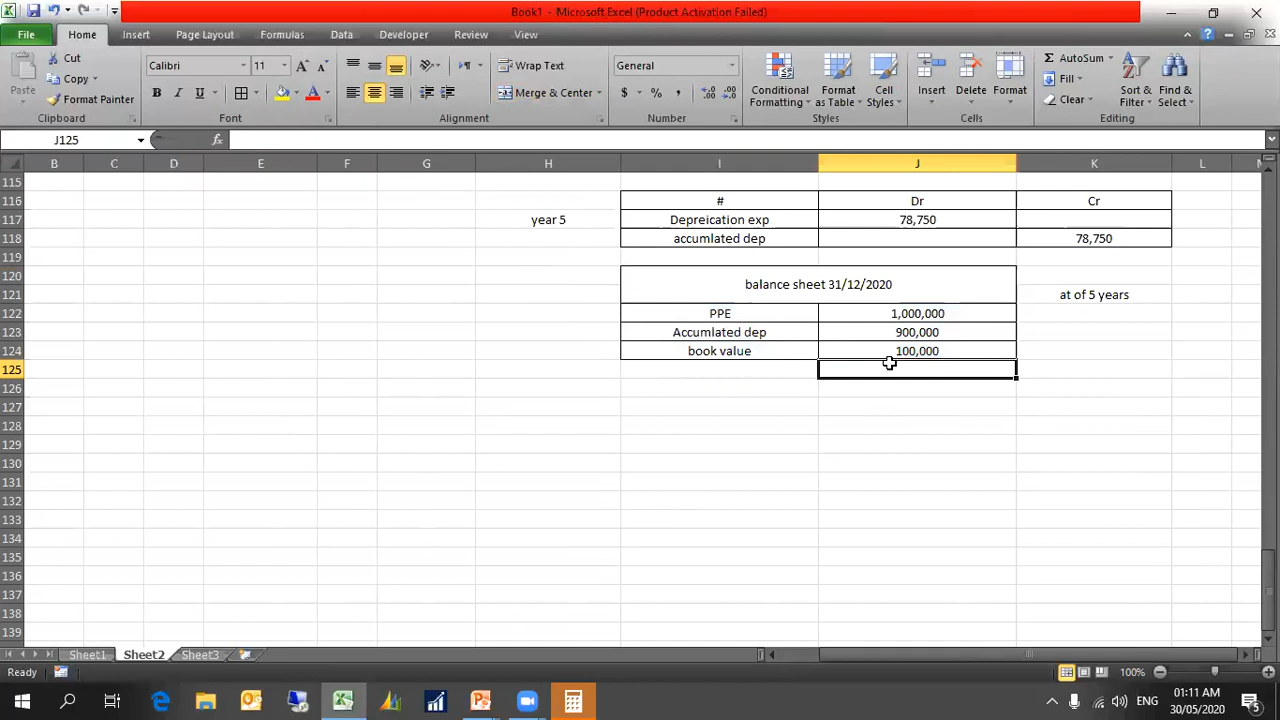 Book1 - Microsoft Excel (Product Activation Failed)
File Home Insert Page Layout Formulas Data Developer Review View
Paste Cut Copy Format Painter Clipboard
Calibri 11 A A B I U A Font
Wrap Text Merge & Center Alignment
General $ % , Number
Conditional Formatting Format as Table Cell Styles Styles
Insert Delete Format Cells
Σ AutoSum Fill Clear Sort & Filter Find & Select Editing
J125 fx
B C D E F G H I J K L
115
116 # Dr Cr
117 year 5 Depreication exp 78,750
118 accumlated dep 78,750
119
120 balance sheet 31/12/2020
121 at of 5 years
122 PPE 1,000,000
123 Accumlated dep 900,000
124 book value 100,000
125
126
127
128
129
130
131
132
133
134
135
136
137
138
139
Sheet1 Sheet2 Sheet3
Ready 100%
ENG 01:11 AM
30/05/2020 5